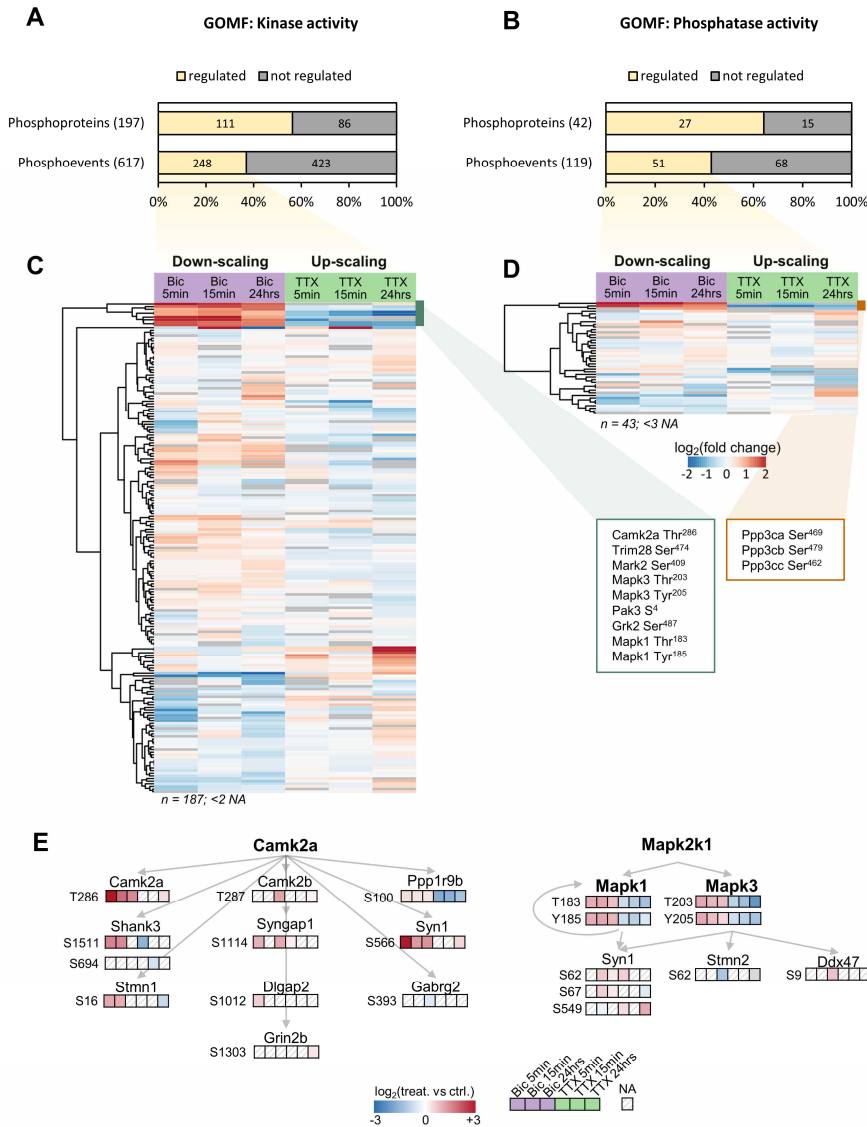 A
GOMF: Kinase activity
regulated not regulated
Phosphoproteins (197) 111 86
Phosphoevents (617) 248 423
0% 20% 40% 60% 80% 100%
B
GOMF: Phosphatase activity
regulated not regulated
Phosphoproteins (42) 27 15
Phosphoevents (119) 51 68
0% 20% 40% 60% 80% 100%
C
Down-scaling Up-scaling
Bic Bic Bic TTX TTX TTX
5min 15min 24hrs 5min 15min 24hrs
n = 187; <2 NA
D
Down-scaling Up-scaling
Bic Bic Bic TTX TTX TTX
5min 15min 24hrs 5min 15min 24hrs
n = 43; <3 NA
log2(fold change)
-2 -1 0 1 2
Camk2a Thr286
Trim28 Ser474
Mark2 Ser409
Mapk3 Thr203
Mapk3 Tyr205
Pak3 S4
Grk2 Ser487
Mapk1 Thr183
Mapk1 Tyr185
Ppp3ca Ser469
Ppp3cb Ser479
Ppp3cc Ser462
E
Camk2a
Camk2a Camk2b Ppp1r9b
T286 T287 S100
Shank3 Syngap1 Syn1
S1511 S1114 S566
S694
Stmn1 Dlgap2 Gabrg2
S16 S1012 S393
Grin2b
S1303
Mapk2k1
Mapk1 Mapk3
T183 T203
Y185 Y205
Syn1 Stmn2 Ddx47
S62 S62 S9
S67
S549
log2(treat. vs ctrl.)
-3 +3
Bic 5min
Bic 15min
Bic 24hrs
TTX 5min
TTX 15min
TTX 24hrs
NA